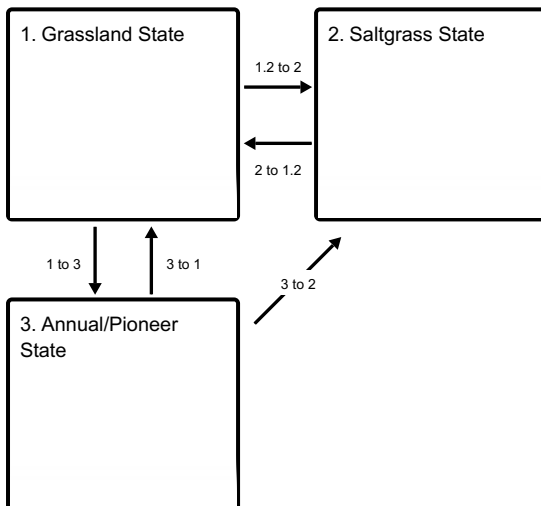 1. Grassland State
2. Saltgrass State
1.2 to 2
2 to 1.2
1 to 3
3 to 1
3 to 2
3. Annual/Pioneer
State